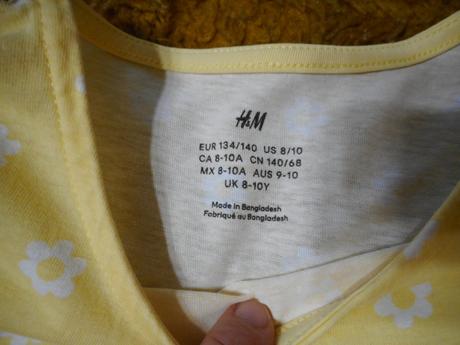 H&M
EUR 134/140 US 8/10
CA 8-10A CN 140/68
MX 8-10A AUS 9-10
UK 8-10Y
Made in Bangladesh
Fabriqué au Bangladesh